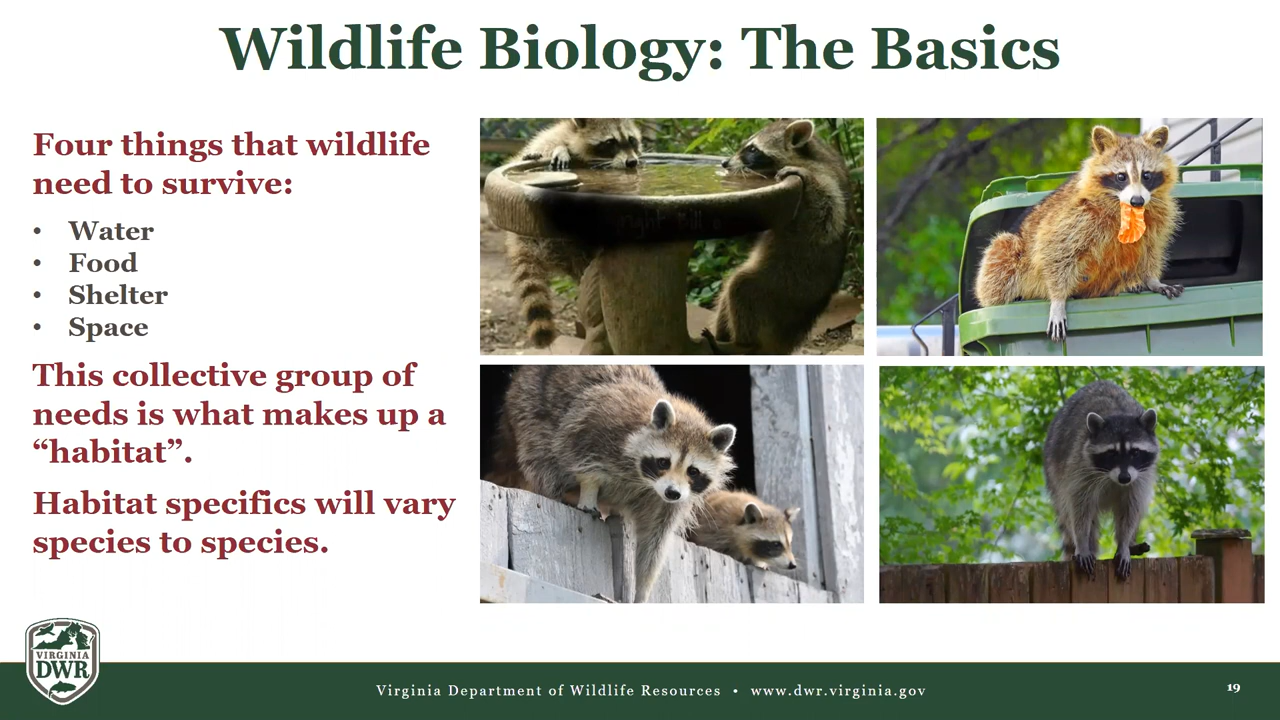 Wildlife Biology: The Basics
Four things that wildlife
need to survive:
• Water
• Food
• Shelter
• Space
This collective group of
needs is what makes up a
“habitat”.
Habitat specifics will vary
species to species.
VIRGINIA
DWR
Virginia Department of Wildlife Resources • www.dwr.virginia.gov
19